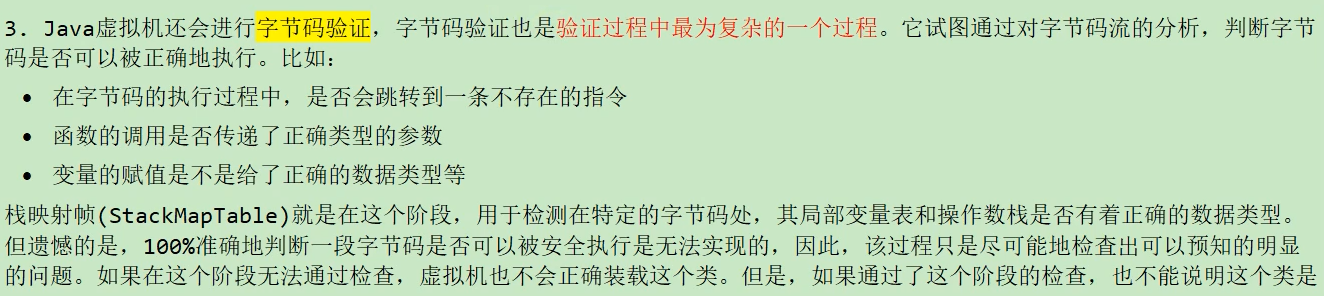 3. Java虚拟机还会进行字节码验证，字节码验证也是验证过程中最为复杂的一个过程。它试图通过对字节码流的分析，判断字节
码是否可以被正确地执行。比如：
• 在字节码的执行过程中，是否会跳转到一条不存在的指令
• 函数的调用是否传递了正确类型的参数
• 变量的赋值是不是给了正确的数据类型等
栈映射帧(StackMapTable)就是在这个阶段，用于检测在特定的字节码处，其局部变量表和操作数栈是否有着正确的数据类型。
但遗憾的是，100%准确地判断一段字节码是否可以被安全执行是无法实现的，因此，该过程只是尽可能地检查出可以预知的明显
的问题。如果在这个阶段无法通过检查，虚拟机也不会正确装载这个类。但是，如果通过了这个阶段的检查，也不能说明这个类是